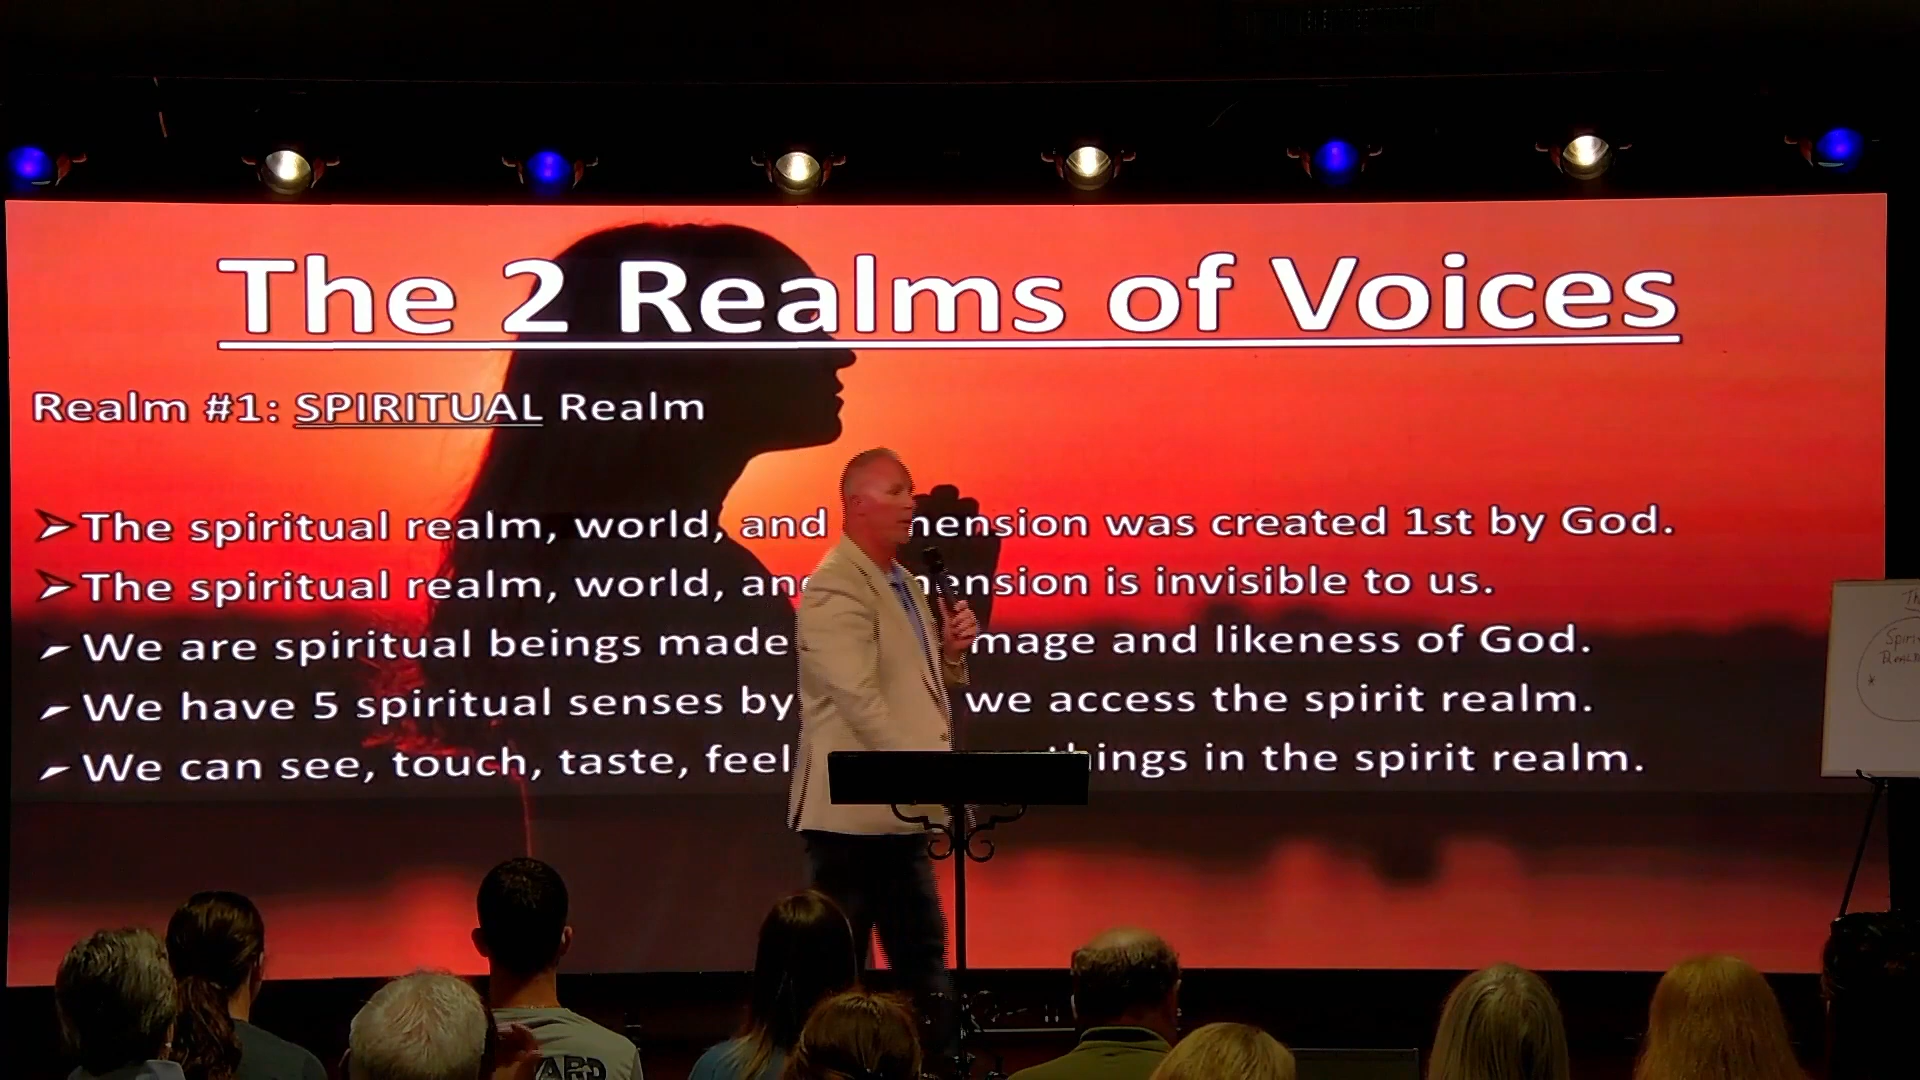 The 2 Realms of Voices
Realm #1: SPIRITUAL Realm
➢The spiritual realm, world, and mension was created 1st by God.
➢The spiritual realm, world, and ension is invisible to us.
➢We are spiritual beings made mage and likeness of God.
➢We have 5 spiritual senses by we access the spirit realm.
➢We can see, touch, taste, feel hings in the spirit realm.